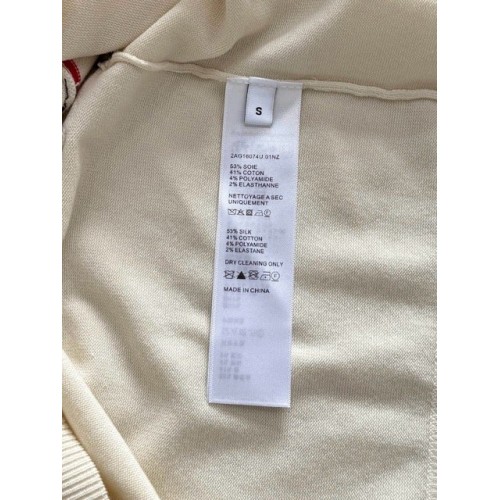 S
ZAG16074U 01NZ
53% SOIE
41% COTON
4% POLYAMIDE
2% ELASTHANNE
NETTOYAGE A SEC
UNIQUEMENT
53% SILK
41% COTTON
4% POLYAMIDE
2% ELASTANE
DRY CLEANING ONLY
MADE IN CHINA